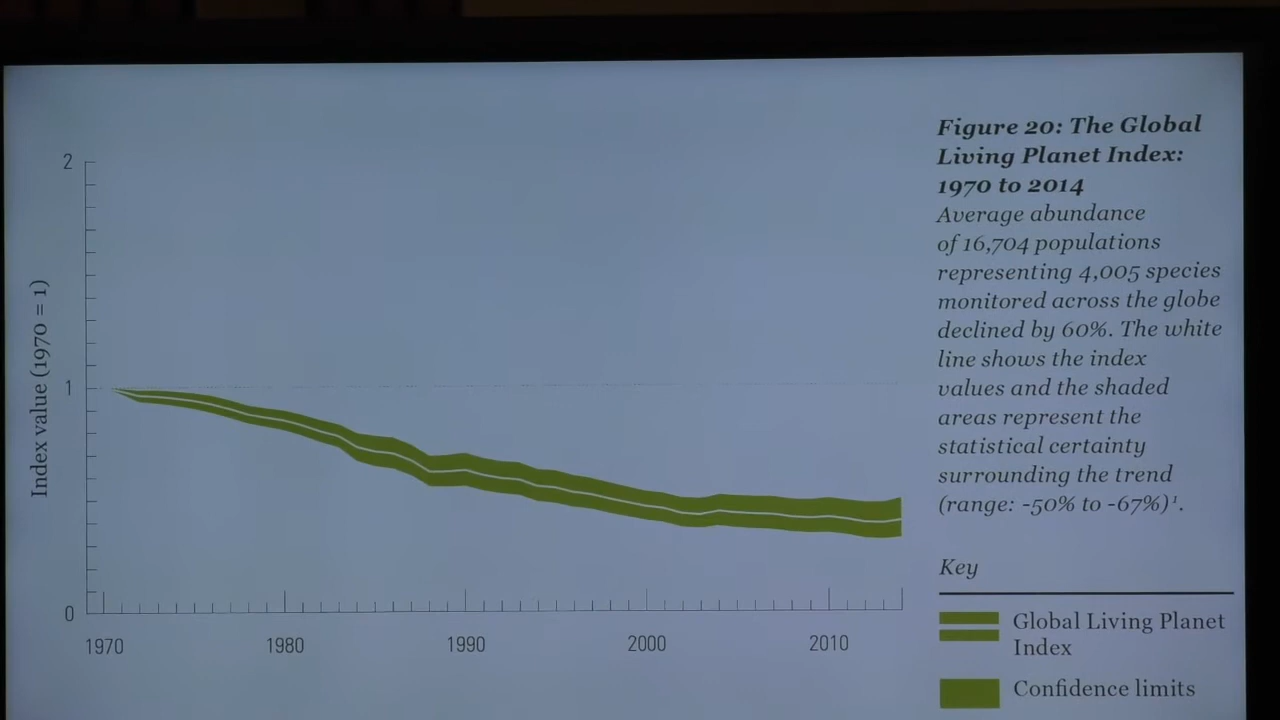 Figure 20: The Global
Living Planet Index:
1970 to 2014
Average abundance
of 16,704 populations
representing 4,005 species
monitored across the globe
declined by 60%. The white
line shows the index
values and the shaded
areas represent the
statistical certainty
surrounding the trend
(range: -50% to -67%)¹.
Key
Global Living Planet
Index
Confidence limits
Index value (1970 = 1)
2
1
0
1970 1980 1990 2000 2010